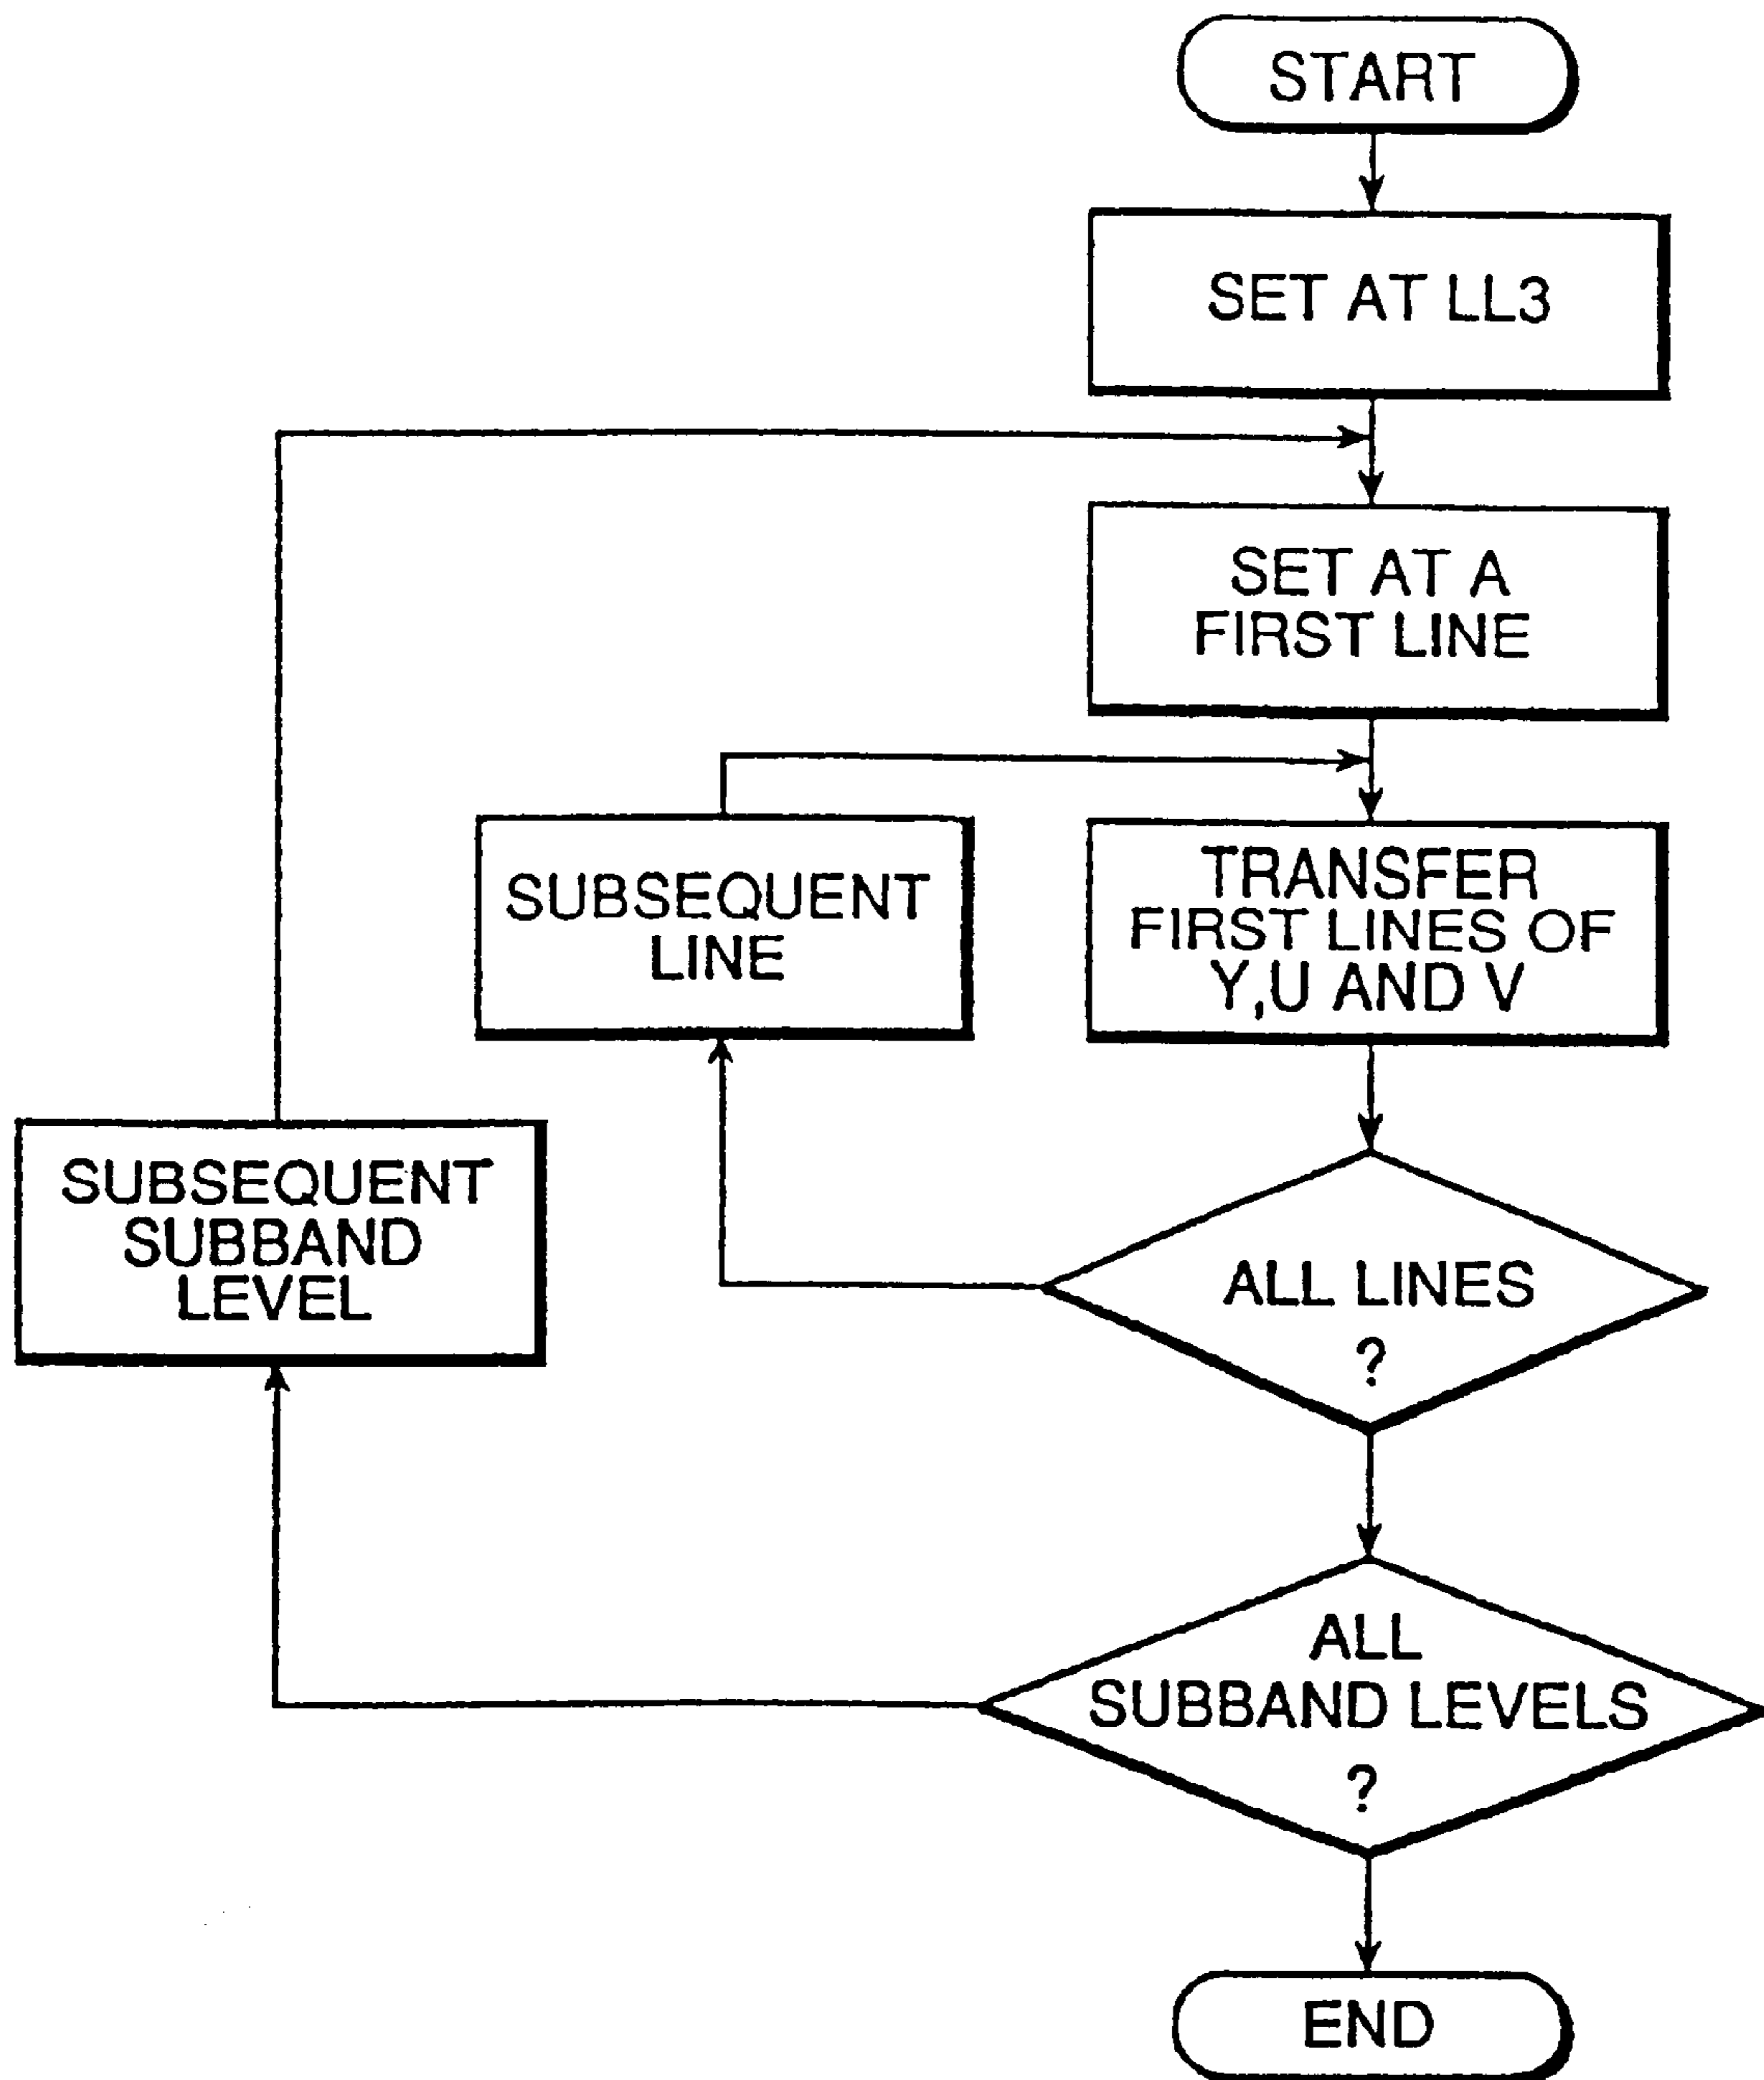 START
SET AT LL3
SET AT A
FIRST LINE
SUBSEQUENT
LINE
TRANSFER
FIRST LINES OF
Y,U AND V
SUBSEQUENT
SUBBAND
LEVEL
ALL LINES
?
ALL
SUBBAND LEVELS
?
END